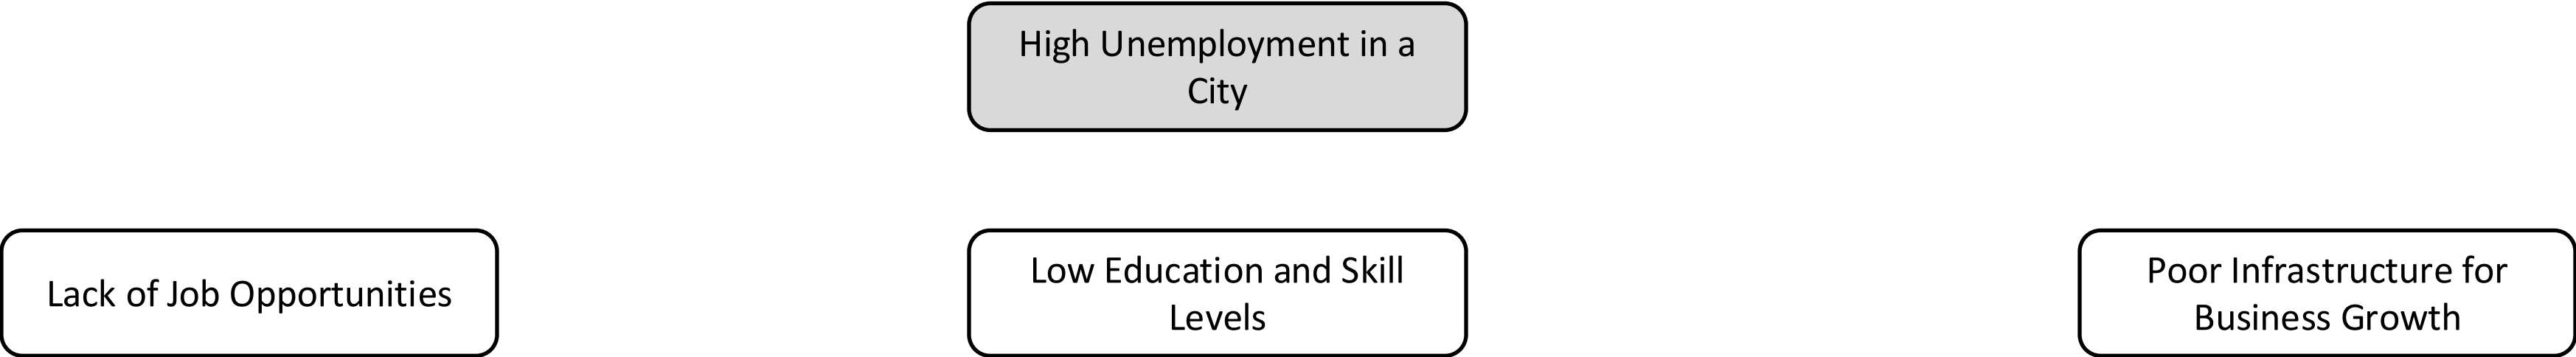 High Unemployment in a
City
Lack of Job Opportunities
Low Education and Skill
Levels
Poor Infrastructure for
Business Growth